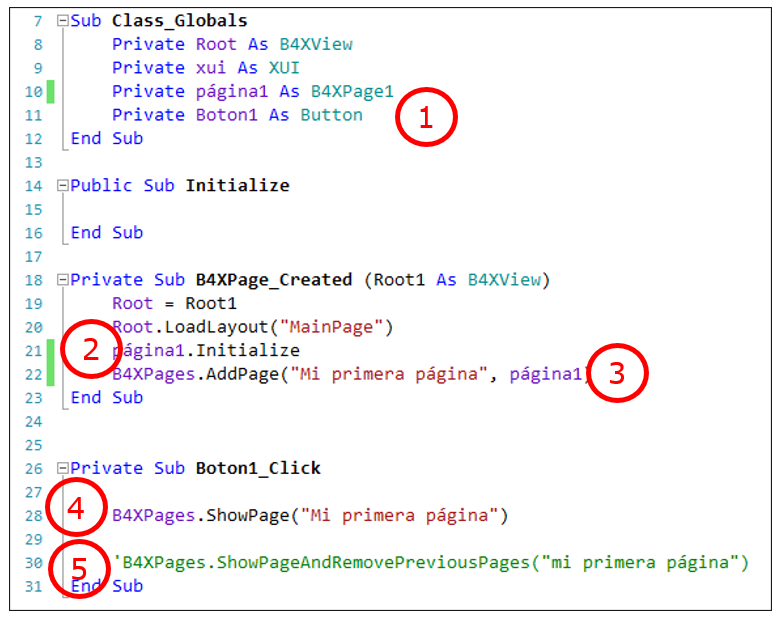 7 Sub Class_Globals
8 Private Root As B4XView
9 Private xui As XUI
10 Private página1 As B4XPage1
11 Private Boton1 As Button
1
12 End Sub
13
14 Public Sub Initialize
15
16 End Sub
17
18 Private Sub B4XPage_Created (Root1 As B4XView)
19 Root = Root1
20 Root.LoadLayout("MainPage")
2
21 página1.Initialize
22 B4XPages.AddPage("Mi primera página", página1)
3
23 End Sub
24
25
26 Private Sub Boton1_Click
27
4
28 B4XPages.ShowPage("Mi primera página")
29
5
30 'B4XPages.ShowPageAndRemovePreviousPages("mi primera página")
31 End Sub